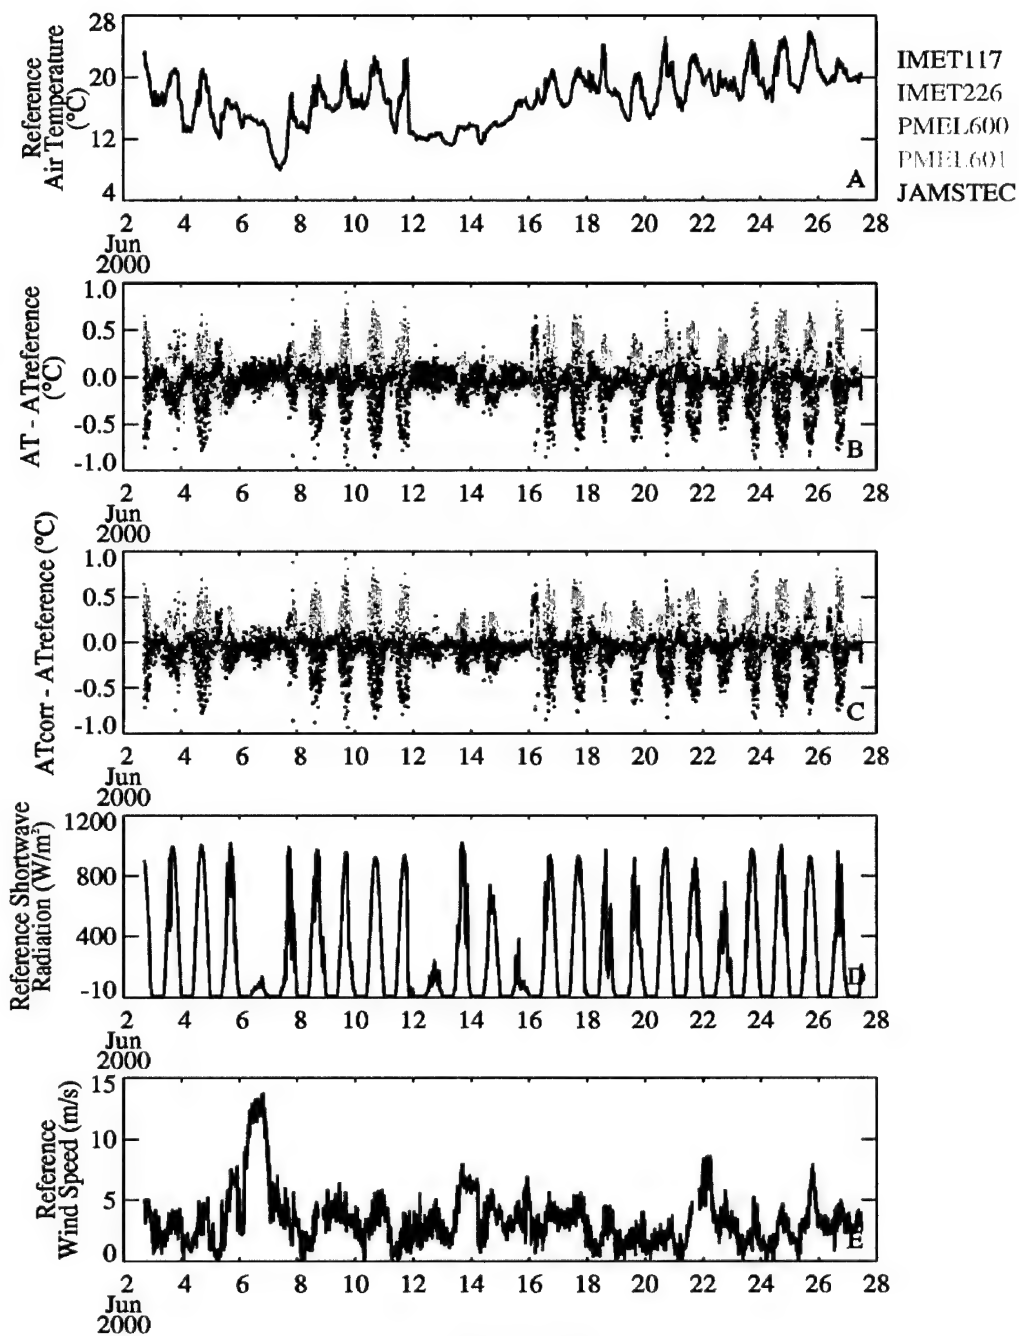 Reference
Air Temperature
(°C)
28
20
12
4
A
2 4 6 8 10 12 14 16 18 20 22 24 26 28
Jun
2000
IMET117
IMET226
PMEL600
PMEL601
JAMSTEC
AT - ATreference
(°C)
1.0
0.5
0.0
-0.5
-1.0
B
2 4 6 8 10 12 14 16 18 20 22 24 26 28
Jun
2000
ATcorr - ATreference (°C)
1.0
0.5
0.0
-0.5
-1.0
C
2 4 6 8 10 12 14 16 18 20 22 24 26 28
Jun
2000
Reference Shortwave
Radiation (W/m²)
1200
800
400
-10
D
2 4 6 8 10 12 14 16 18 20 22 24 26 28
Jun
2000
Reference
Wind Speed (m/s)
15
10
5
0
E
2 4 6 8 10 12 14 16 18 20 22 24 26 28
Jun
2000